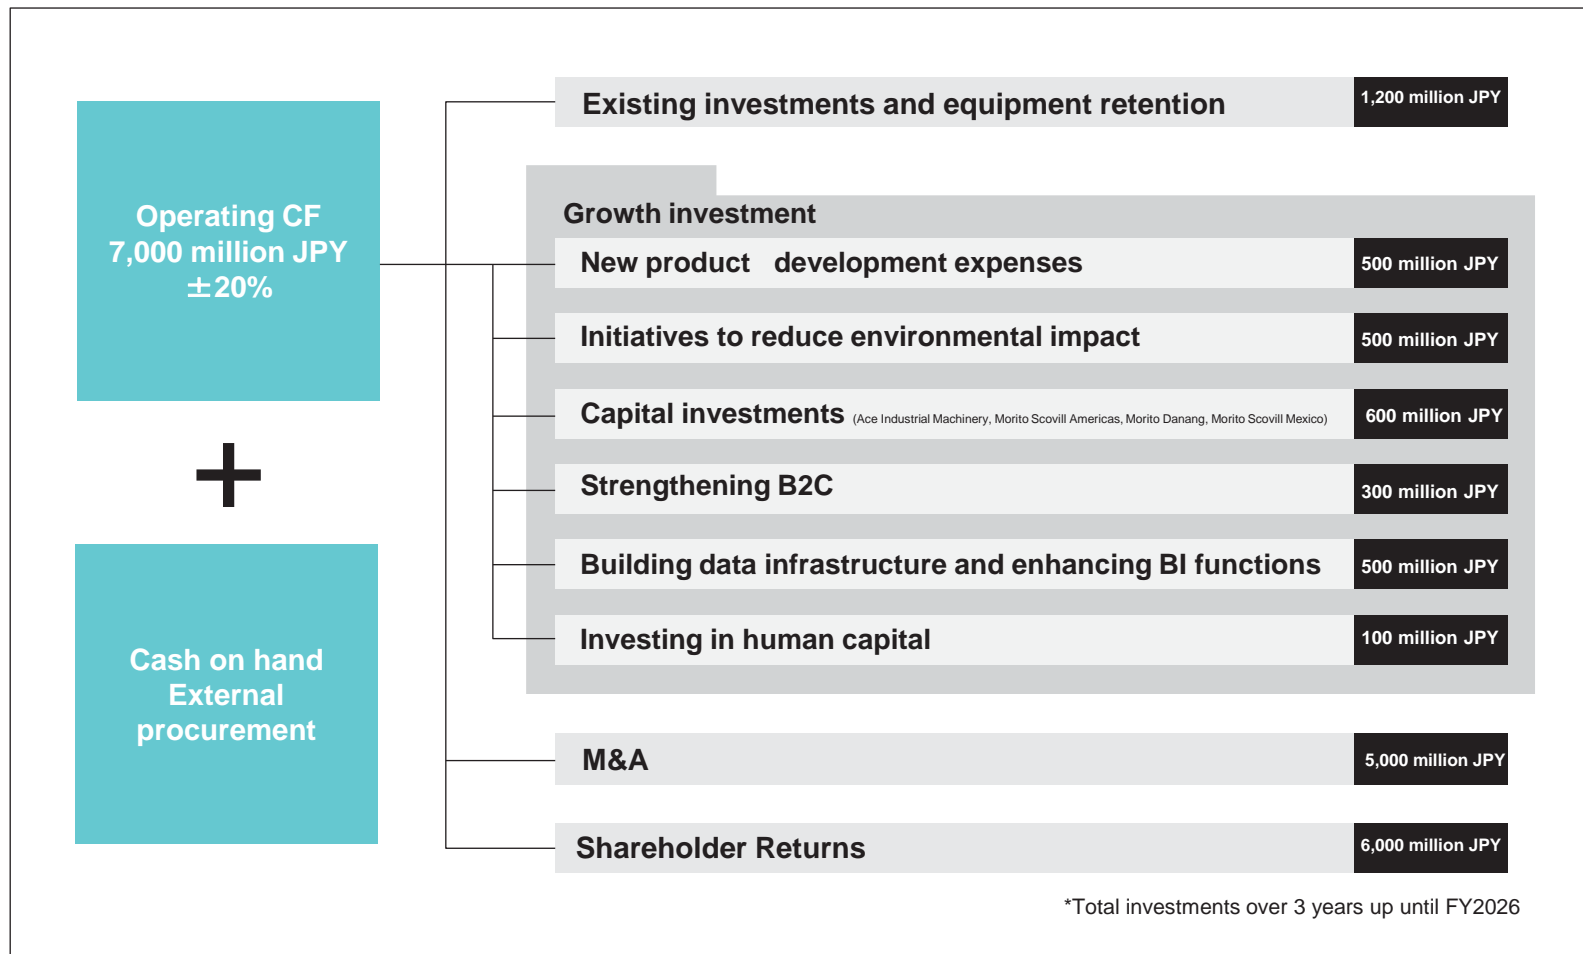 Operating CF
7,000 million JPY
±20%
+
Cash on hand
External
procurement
Existing investments and equipment retention
1,200 million JPY
Growth investment
New product development expenses
500 million JPY
Initiatives to reduce environmental impact
500 million JPY
Capital investments (Ace Industrial Machinery, Morito Scovill Americas, Morito Danang, Morito Scovill Mexico)
600 million JPY
Strengthening B2C
300 million JPY
Building data infrastructure and enhancing BI functions
500 million JPY
Investing in human capital
100 million JPY
M&A
5,000 million JPY
Shareholder Returns
6,000 million JPY
*Total investments over 3 years up until FY2026